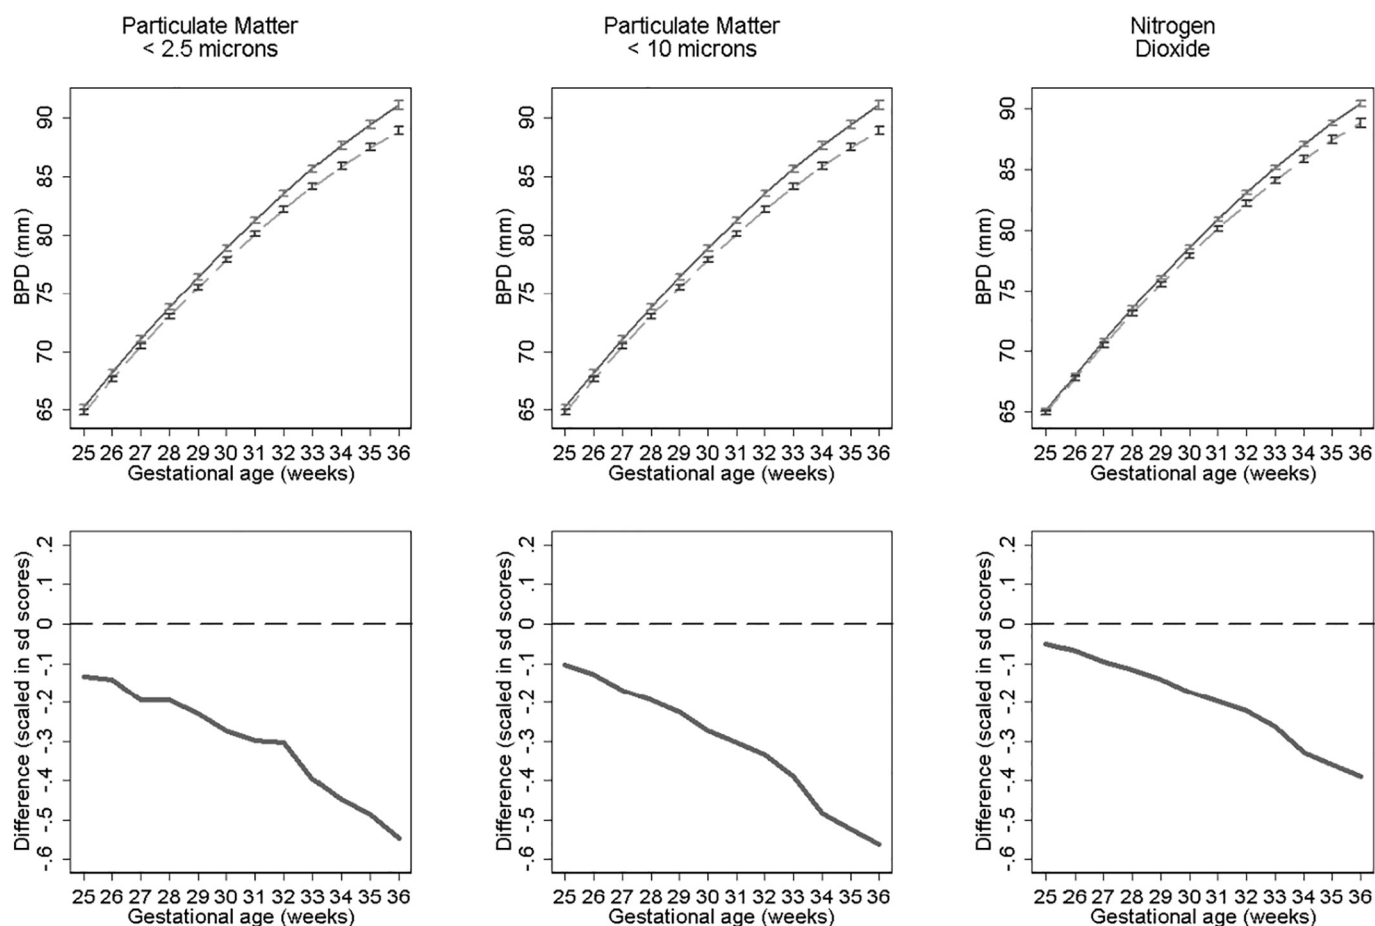 Particulate Matter
< 2.5 microns
Particulate Matter
< 10 microns
Nitrogen
Dioxide
BPD (mm)
90
85
80
75
70
65
25 26 27 28 29 30 31 32 33 34 35 36
Gestational age (weeks)
BPD (mm)
90
85
80
75
70
65
25 26 27 28 29 30 31 32 33 34 35 36
Gestational age (weeks)
BPD (mm)
90
85
80
75
70
65
25 26 27 28 29 30 31 32 33 34 35 36
Gestational age (weeks)
Difference (scaled in sd scores)
.2
.1
0
-.1
-.2
-.3
-.4
-.5
-.6
25 26 27 28 29 30 31 32 33 34 35 36
Gestational age (weeks)
Difference (scaled in sd scores)
.2
.1
0
-.1
-.2
-.3
-.4
-.5
-.6
25 26 27 28 29 30 31 32 33 34 35 36
Gestational age (weeks)
Difference (scaled in sd scores)
.2
.1
0
-.1
-.2
-.3
-.4
-.5
-.6
25 26 27 28 29 30 31 32 33 34 35 36
Gestational age (weeks)